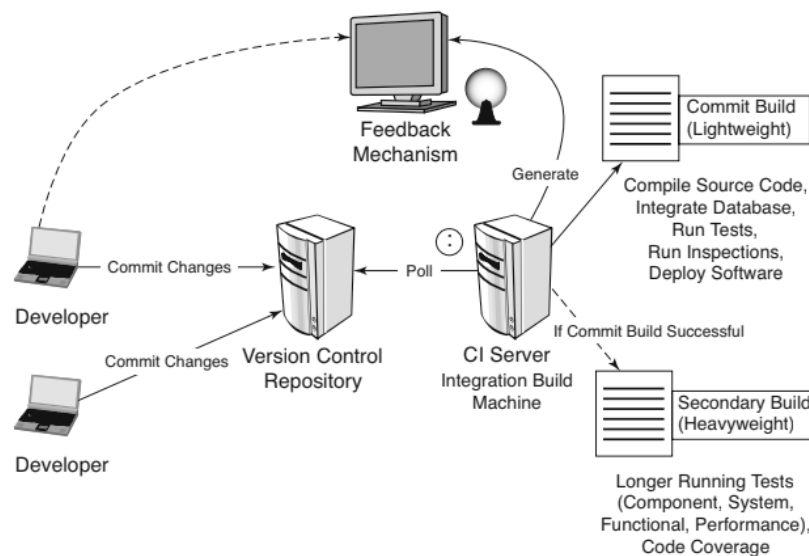 Feedback
Mechanism
Commit Build
(Lightweight)
Generate
Compile Source Code,
Integrate Database,
Run Tests,
Run Inspections,
Deploy Software
Commit Changes
Poll
Developer
If Commit Build Successful
Version Control
Repository
CI Server
Integration Build
Machine
Commit Changes
Developer
Secondary Build
(Heavyweight)
Longer Running Tests
(Component, System,
Functional, Performance),
Code Coverage